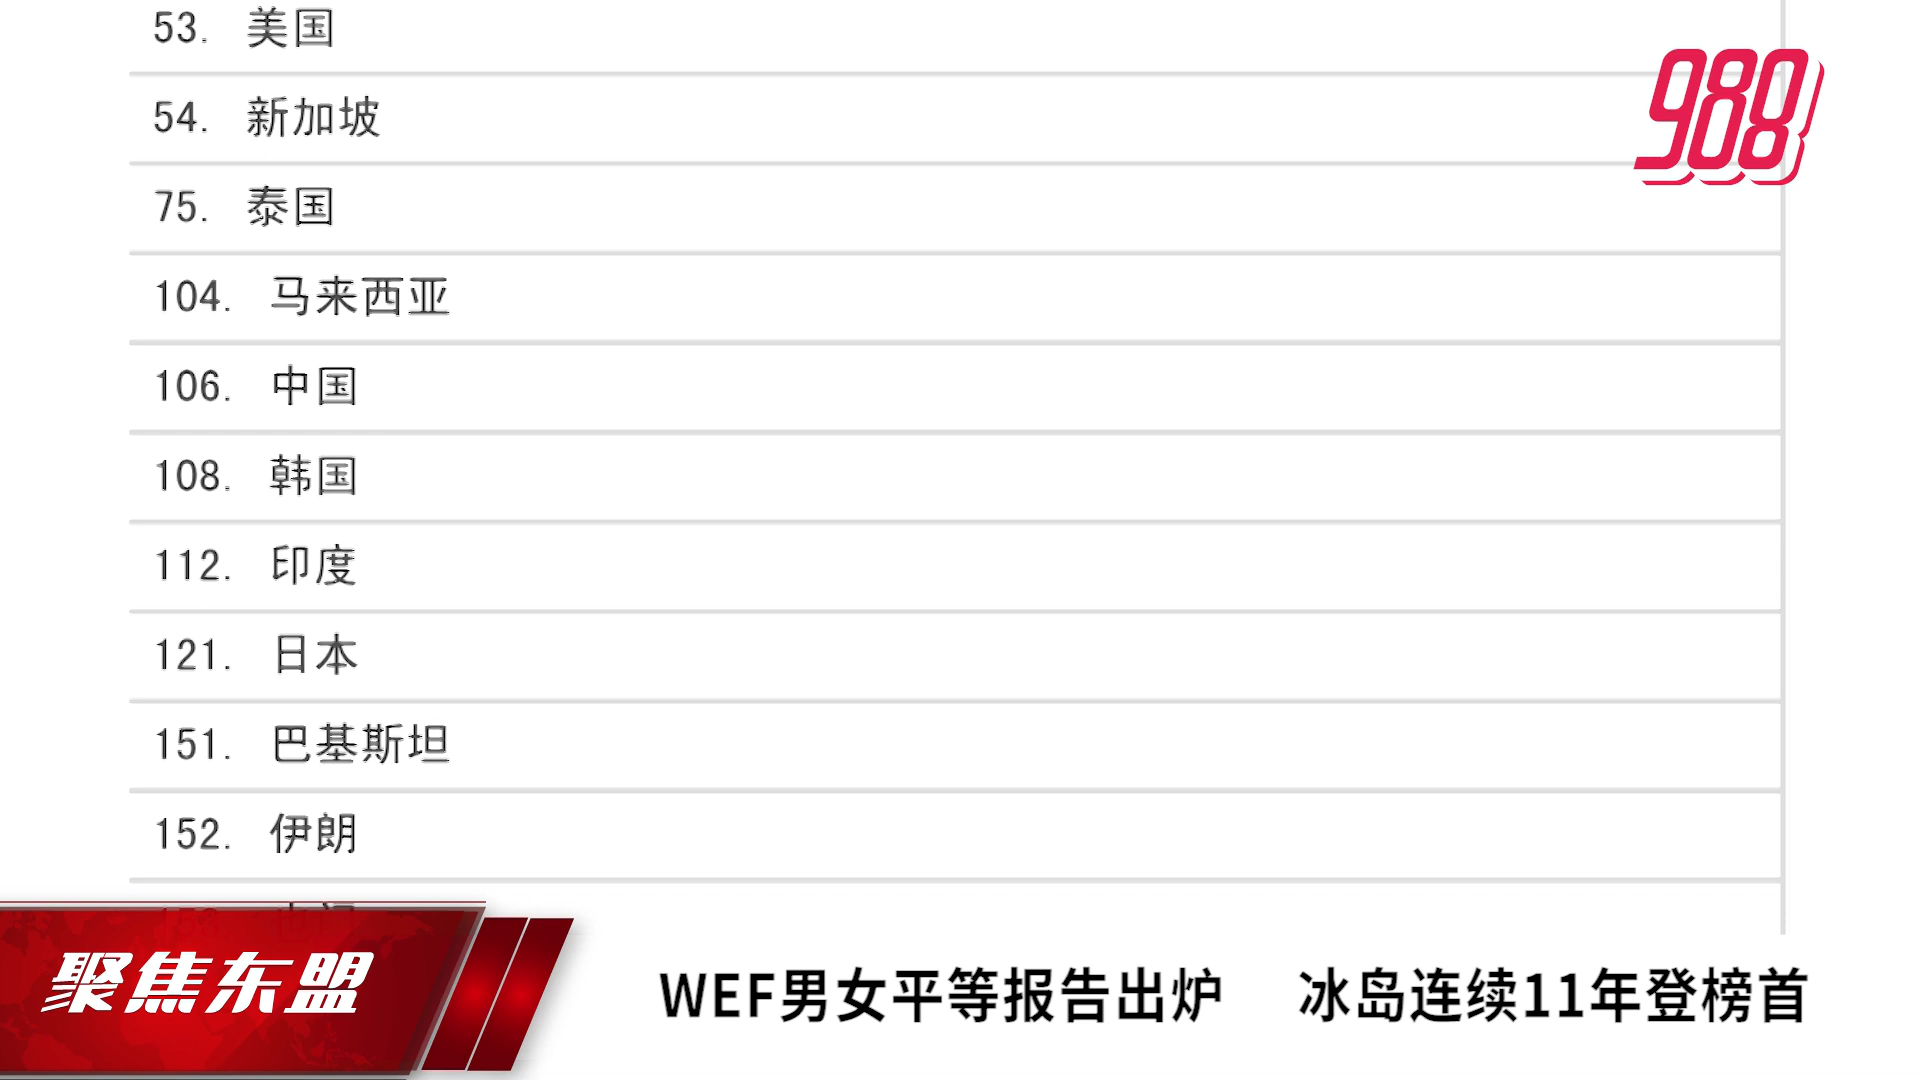 53. 美国
988
54. 新加坡
75. 泰国
104. 马来西亚
106. 中国
108. 韩国
112. 印度
121. 日本
151. 巴基斯坦
152. 伊朗
聚焦东盟
WEF男女平等报告出炉 冰岛连续11年登榜首